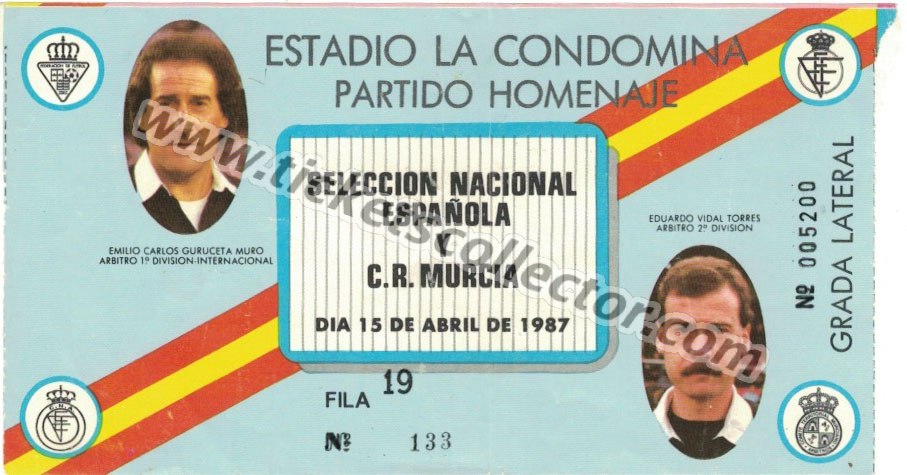 ESTADIO LA CONDOMINA
PARTIDO HOMENAJE
SELECCION NACIONAL
ESPAÑOLA
Y
C.R. MURCIA
DIA 15 DE ABRIL DE 1987
EMILIO CARLOS GURUCETA MURO
ARBITRO 1º DIVISION-INTERNACIONAL
EDUARDO VIDAL TORRES
ARBITRO 2º DIVISION
FILA 19
Nº 133
Nº 005200
GRADA LATERAL
www.ticketscollector.com